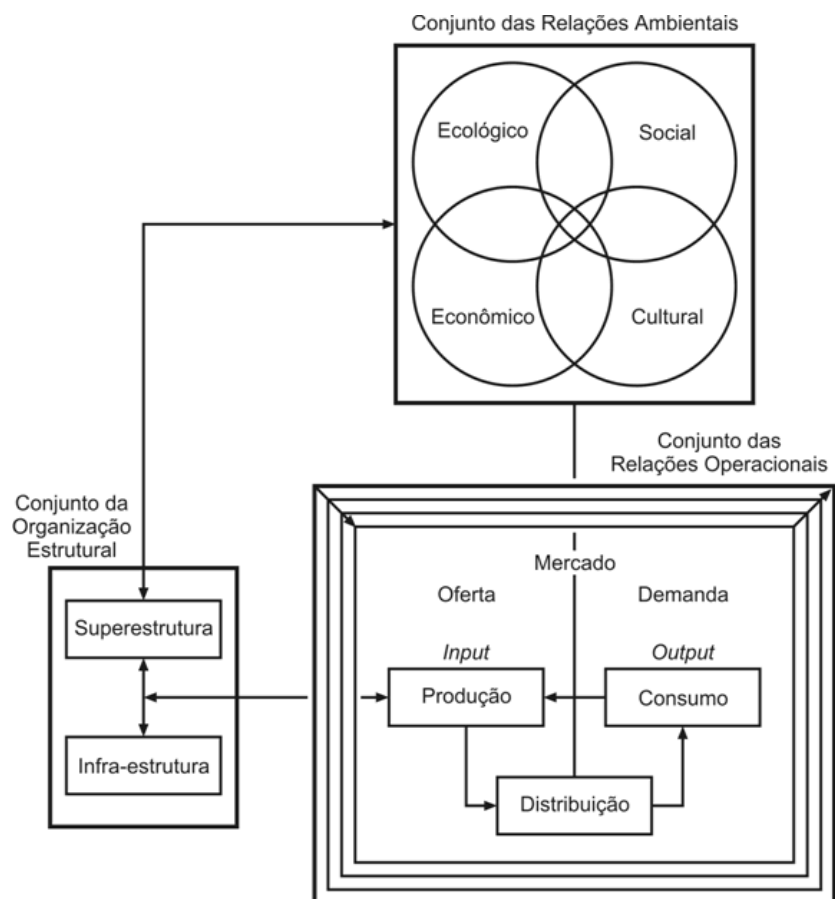 Conjunto das Relações Ambientais
Ecológico
Social
Econômico
Cultural
Conjunto das
Relações Operacionais
Conjunto da
Organização
Estrutural
Superestrutura
Infra-estrutura
Mercado
Oferta
Demanda
Input
Output
Produção
Consumo
Distribuição